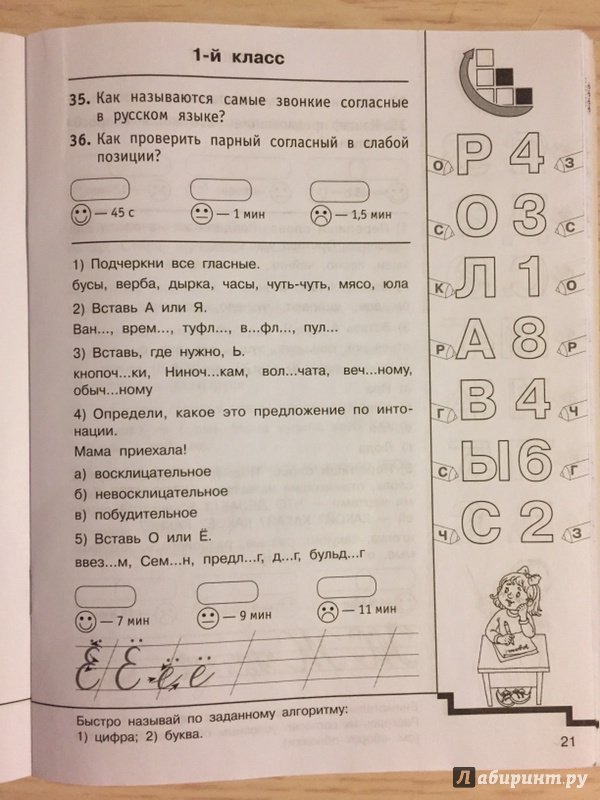 1-й класс
35. Как называются самые звонкие согласные
в русском языке?
36. Как проверить парный согласный в слабой
позиции?
— 45 с — 1 мин — 1,5 мин
1) Подчеркни все гласные.
бусы, верба, дырка, часы, чуть-чуть, мясо, юла
2) Вставь А или Я.
Ван..., врем..., туфл..., в...фл..., пул...
3) Вставь, где нужно, Ь.
кнопоч...ки, Ниноч...кам, вол...чата, веч...ному,
обыч...ному
4) Определи, какое это предложение по инто-
нации.
Мама приехала!
а) восклицательное
б) невосклицательное
в) побудительное
5) Вставь О или Ё.
ввез...м, Сем...н, предл...г, д...г, бульд...г
— 7 мин — 9 мин — 11 мин
Ё Ё ё ё
Быстро называй по заданному алгоритму:
1) цифра; 2) буква.
О Р 4 З
С О 3 С
К Л 1 О
Р А 8 Р
Г В 4 Ч
С Ы 6 Г
Ч С 2 З
21
Лабиринт.ру